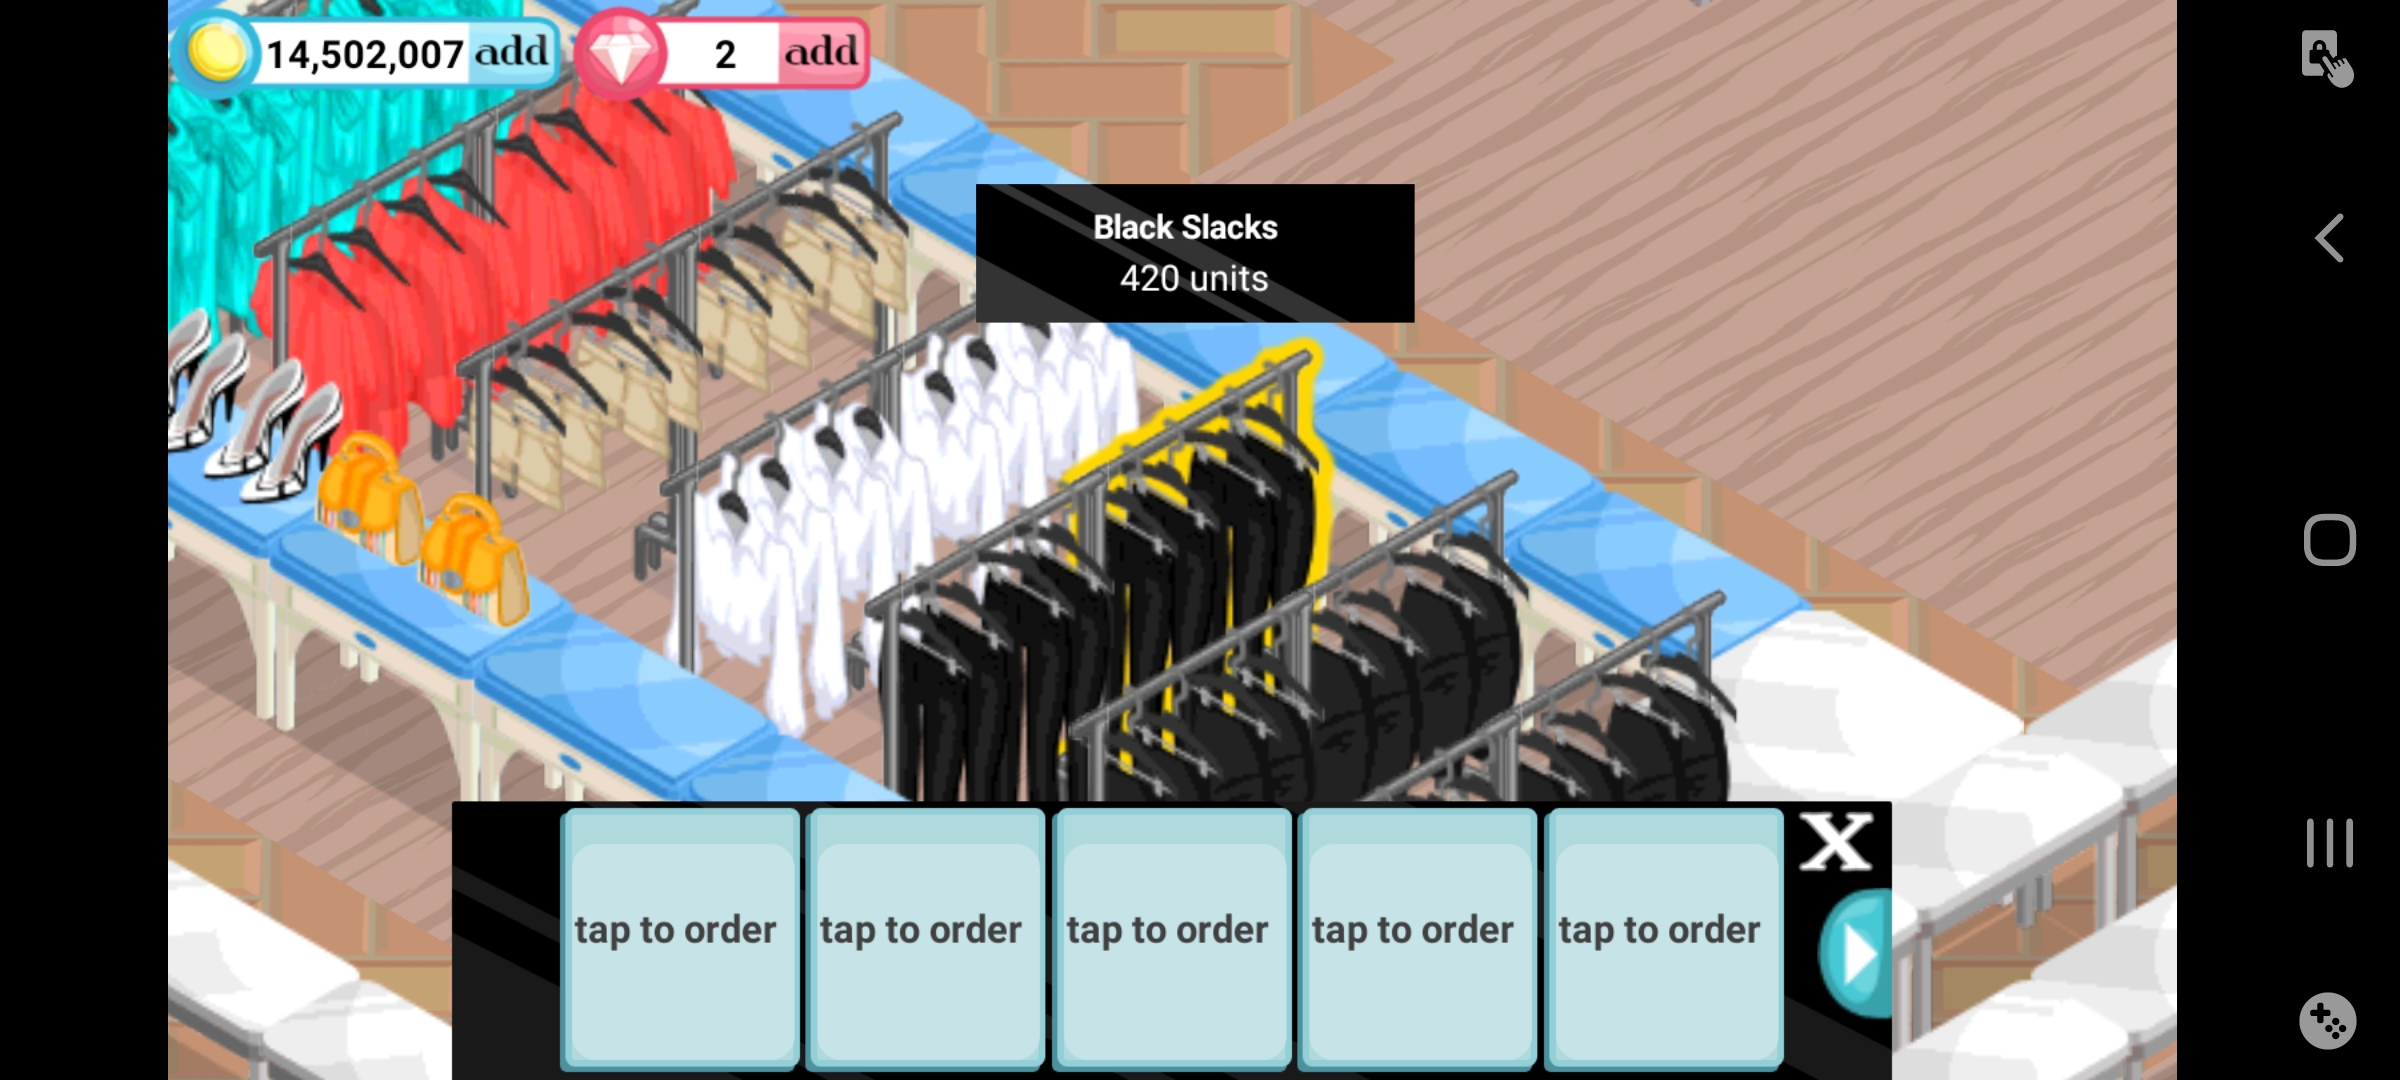 14,502,007 add
2 add
Black Slacks
420 units
X
tap to order
tap to order
tap to order
tap to order
tap to order